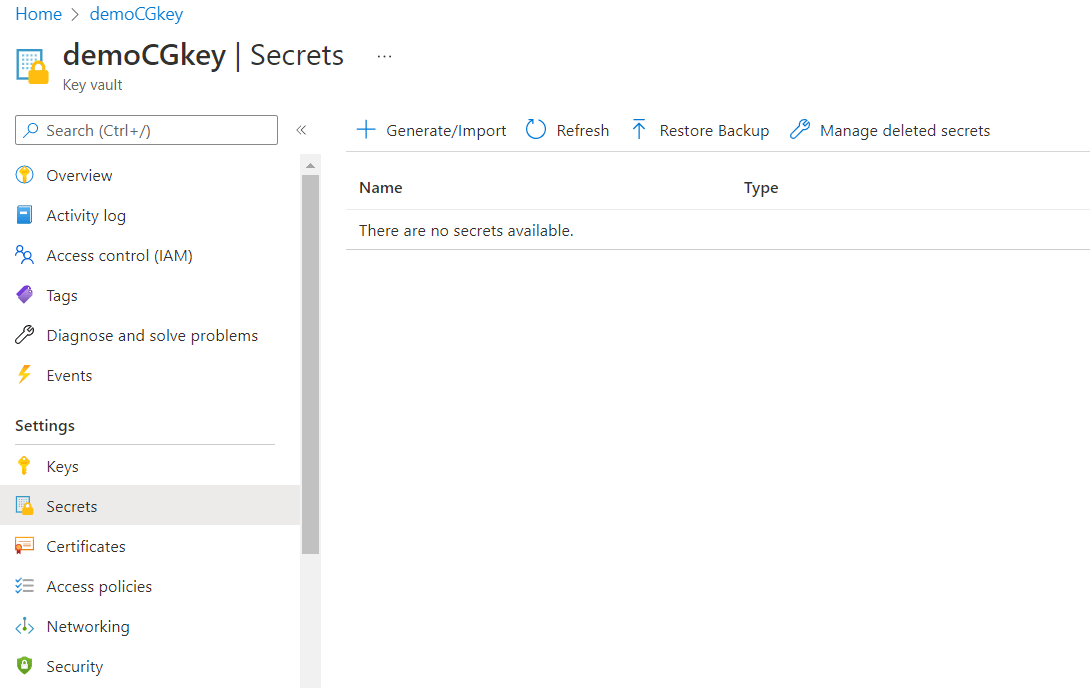 Home > demoCGkey
demoCGkey | Secrets ...
Key vault
Search (Ctrl+/) «
Generate/Import Refresh Restore Backup Manage deleted secrets
Overview
Activity log
Access control (IAM)
Tags
Diagnose and solve problems
Events
Settings
Keys
Secrets
Certificates
Access policies
Networking
Security
Name Type
There are no secrets available.